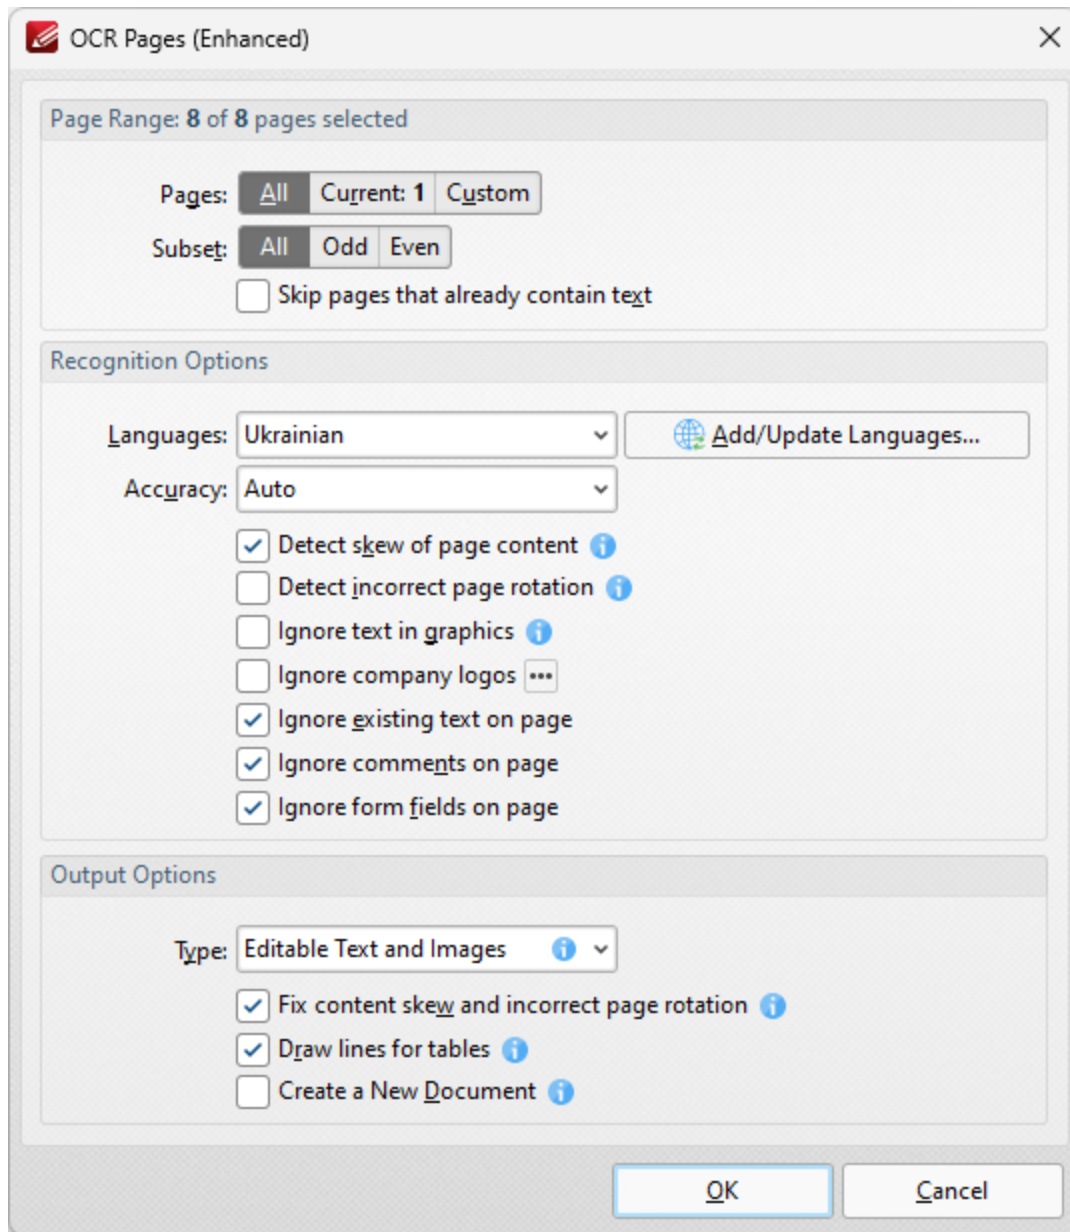 OCR Pages (Enhanced)
Page Range: 8 of 8 pages selected
Pages: All Current: 1 Custom
Subset: All Odd Even
Skip pages that already contain text
Recognition Options
Languages: Ukrainian Add/Update Languages...
Accuracy: Auto
Detect skew of page content
Detect incorrect page rotation
Ignore text in graphics
Ignore company logos •••
Ignore existing text on page
Ignore comments on page
Ignore form fields on page
Output Options
Type: Editable Text and Images
Fix content skew and incorrect page rotation
Draw lines for tables
Create a New Document
OK Cancel